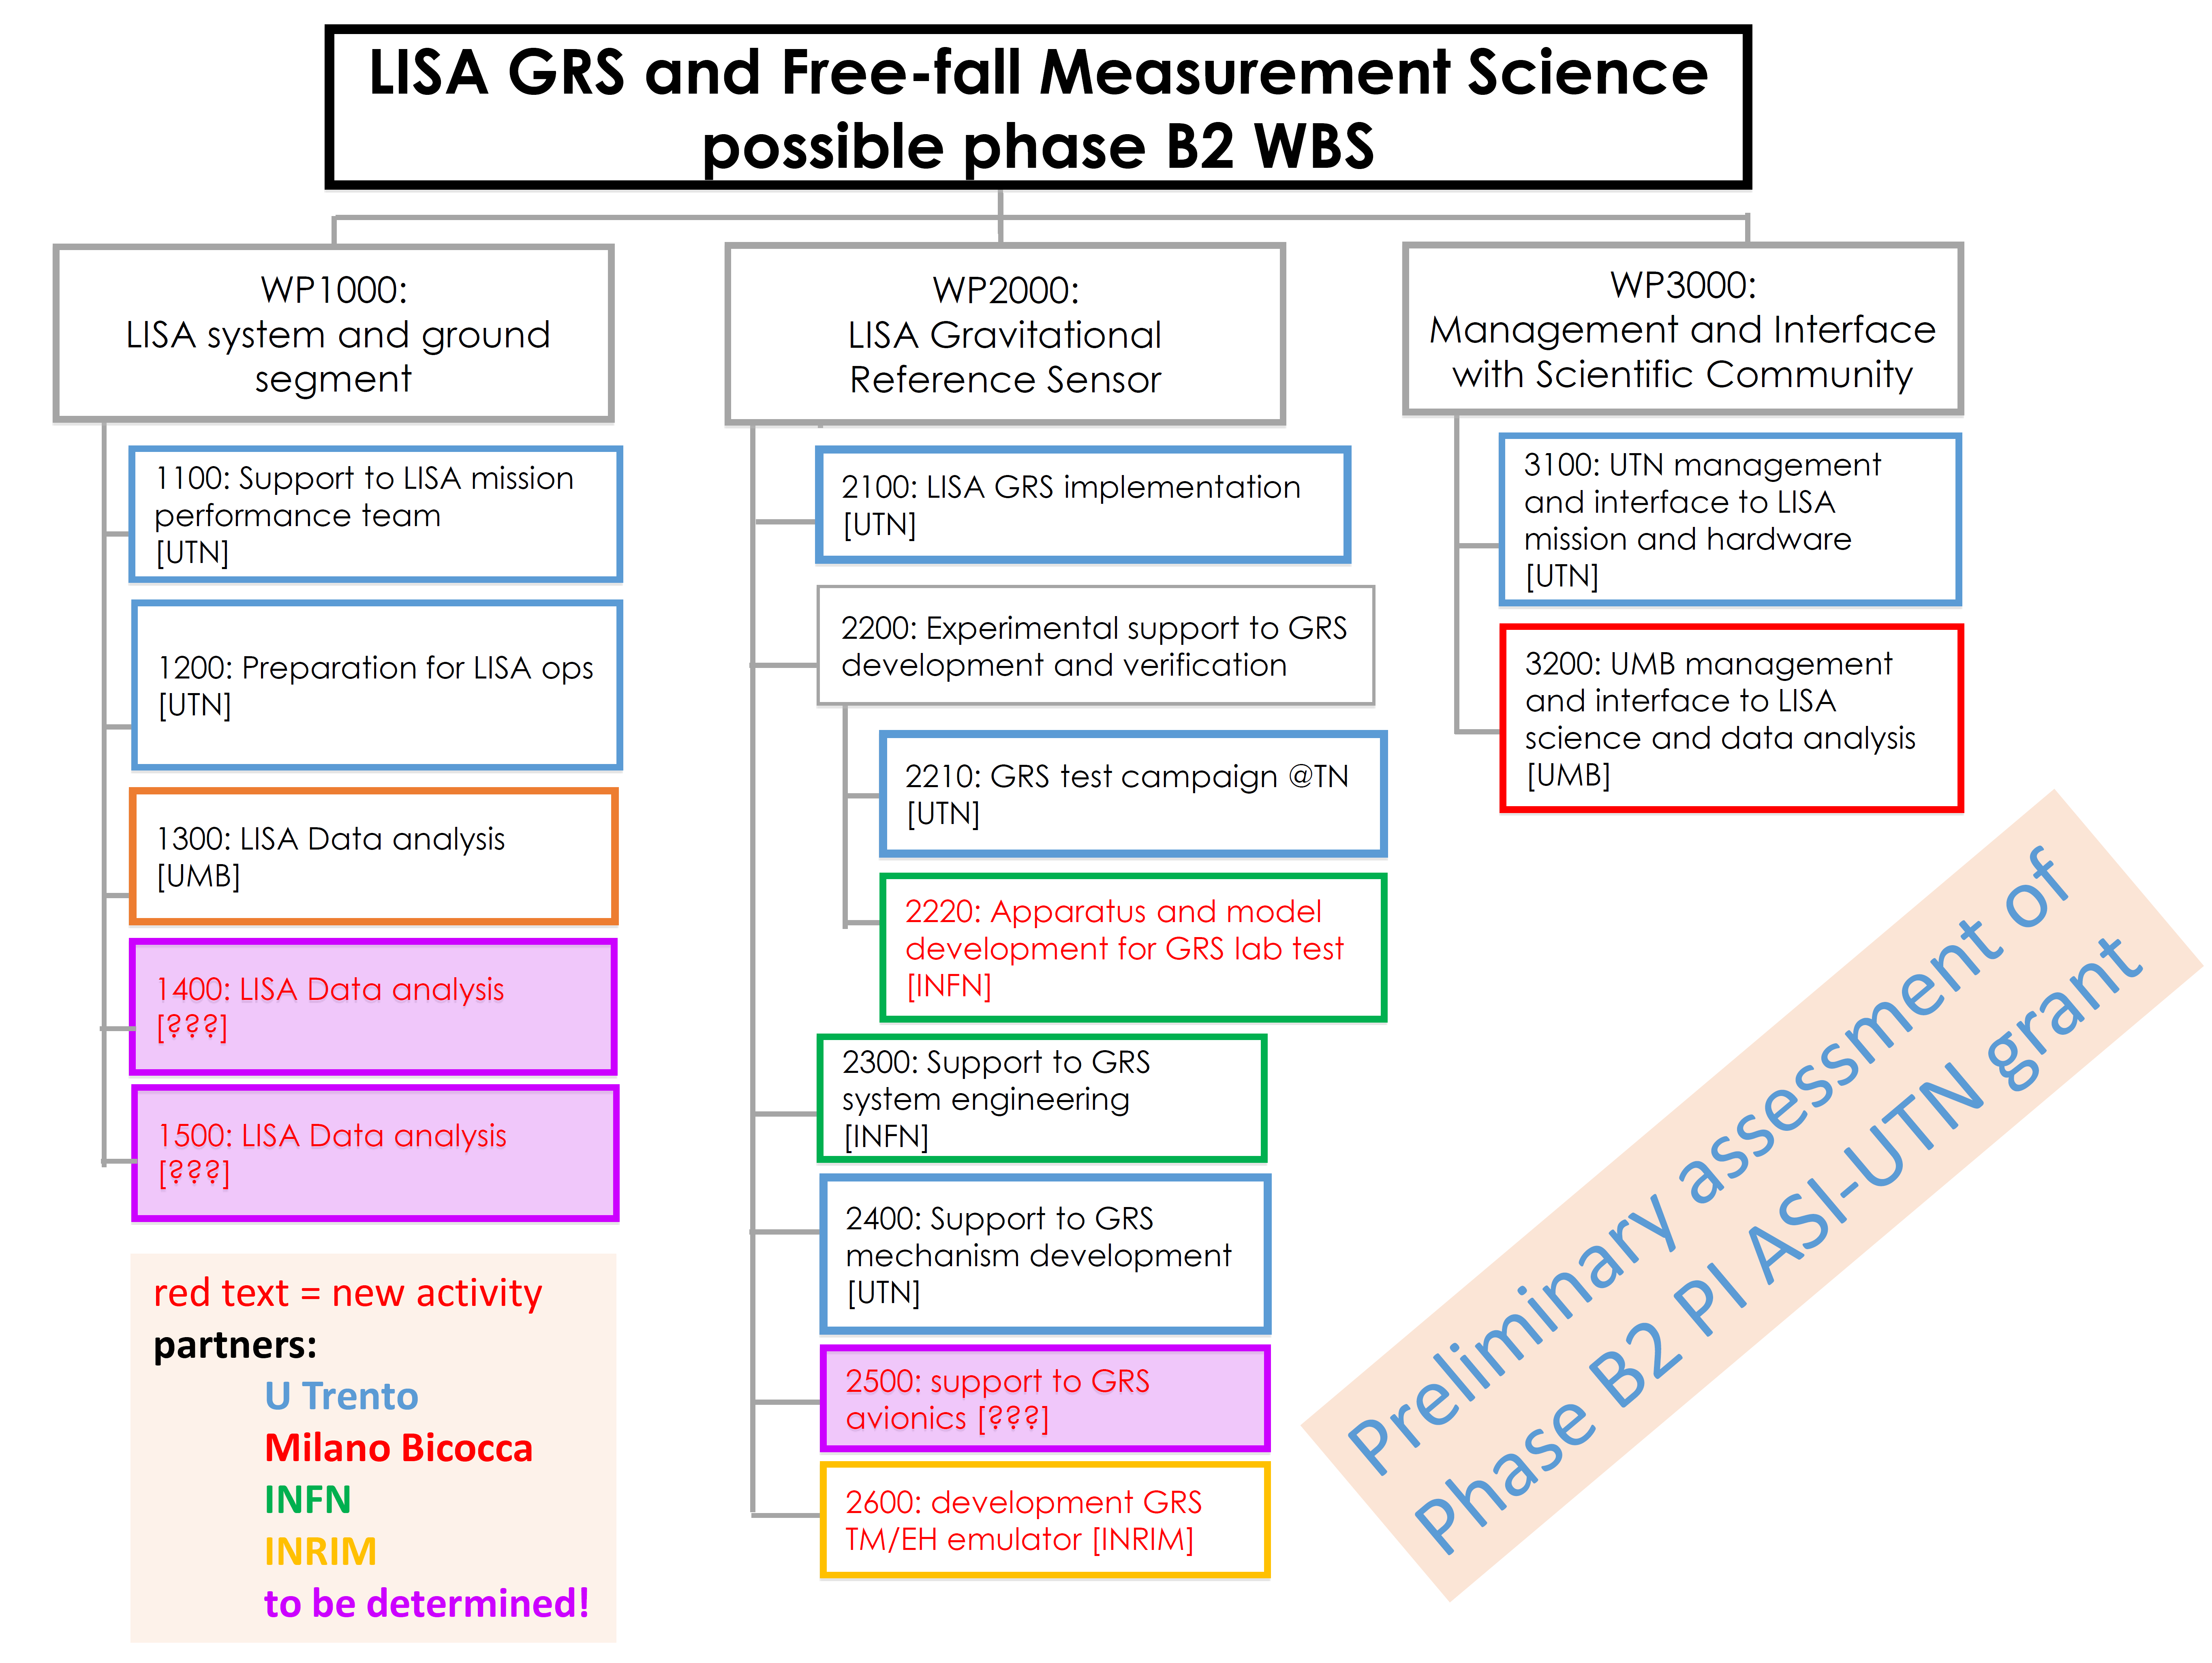 LISA GRS and Free-fall Measurement Science
possible phase B2 WBS
WP1000:
LISA system and ground
segment
1100: Support to LISA mission
performance team
[UTN]
1200: Preparation for LISA ops
[UTN]
1300: LISA Data analysis
[UMB]
1400: LISA Data analysis
[???]
1500: LISA Data analysis
[???]
WP2000:
LISA Gravitational
Reference Sensor
2100: LISA GRS implementation
[UTN]
2200: Experimental support to GRS
development and verification
2210: GRS test campaign @TN
[UTN]
2220: Apparatus and model
development for GRS lab test
[INFN]
2300: Support to GRS
system engineering
[INFN]
2400: Support to GRS
mechanism development
[UTN]
2500: support to GRS
avionics [???]
2600: development GRS
TM/EH emulator [INRIM]
WP3000:
Management and Interface
with Scientific Community
3100: UTN management
and interface to LISA
mission and hardware
[UTN]
3200: UMB management
and interface to LISA
science and data analysis
[UMB]
red text = new activity
partners:
U Trento
Milano Bicocca
INFN
INRIM
to be determined!
Preliminary assessment of
Phase B2 PI ASI-UTN grant